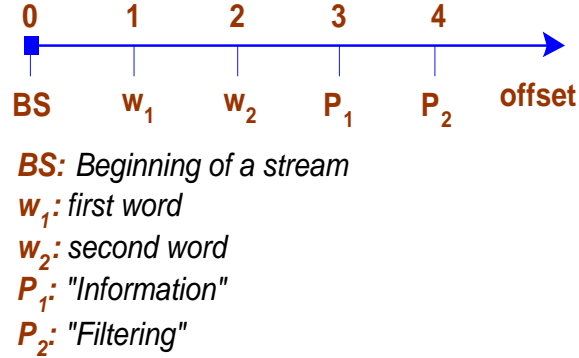 0 1 2 3 4
BS w₁ w₂ P₁ P₂ offset
BS: Beginning of a stream
w₁: first word
w₂: second word
P₁: "Information"
P₂: "Filtering"